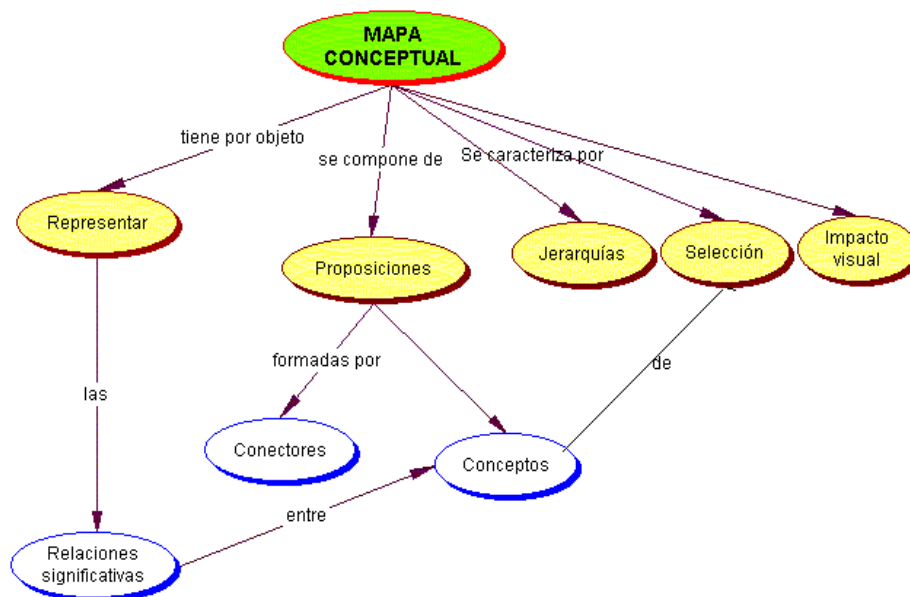 MAPA
CONCEPTUAL
tiene por objeto
se compone de
Se caracteriza por
Representar
Proposiciones
Jerarquías
Selección
Impacto
visual
formadas por
las
de
Conectores
Conceptos
entre
Relaciones
significativas